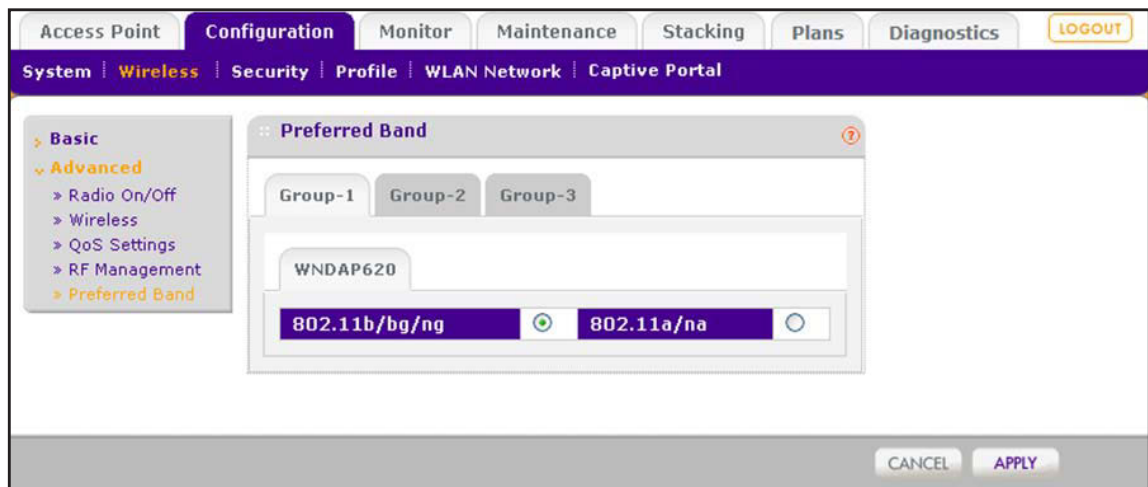 Access Point Configuration Monitor Maintenance Stacking Plans Diagnostics LOGOUT
System Wireless Security Profile WLAN Network Captive Portal
Basic
Advanced
» Radio On/Off
» Wireless
» QoS Settings
» RF Management
» Preferred Band
Preferred Band ?
Group-1 Group-2 Group-3
WNDAP620
802.11b/bg/ng 802.11a/na
CANCEL APPLY